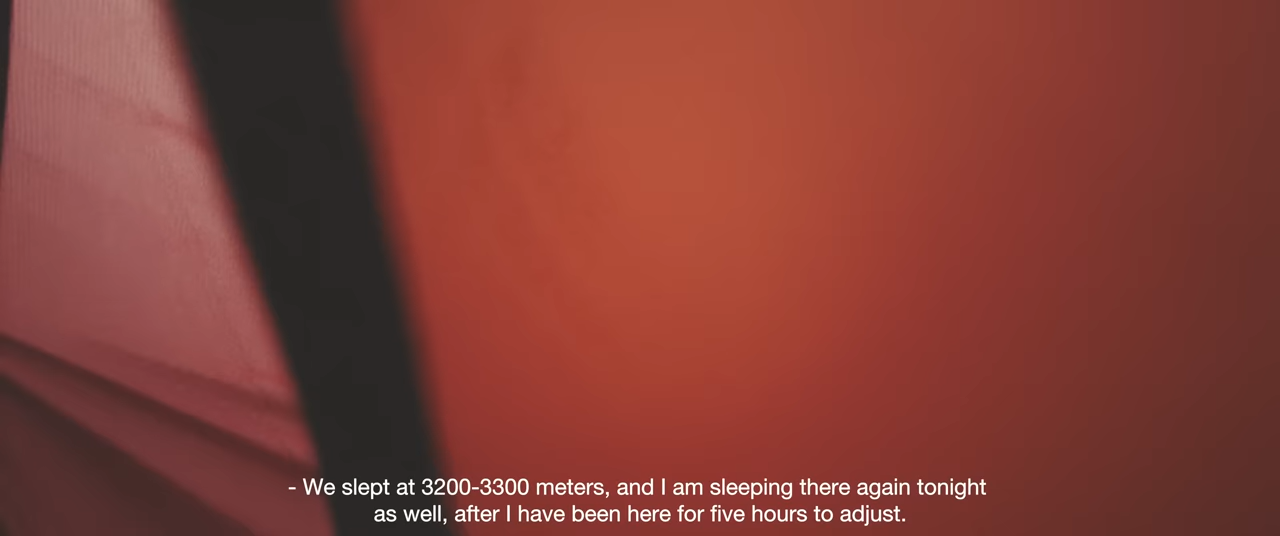 - We slept at 3200-3300 meters, and I am sleeping there again tonight
as well, after I have been here for five hours to adjust.